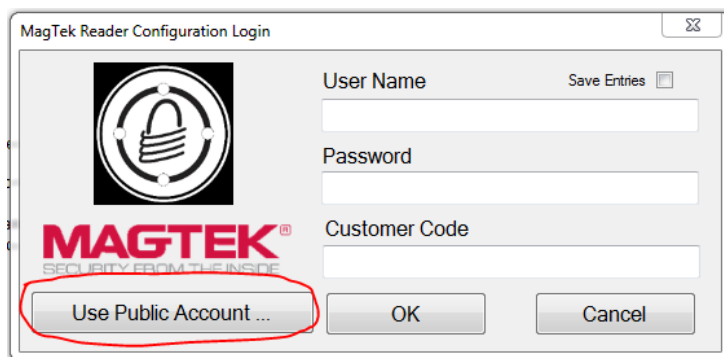 MagTek Reader Configuration Login
User Name
Save Entries
Password
Customer Code
MAGTEK®
SECURITY FROM THE INSIDE
Use Public Account ...
OK
Cancel